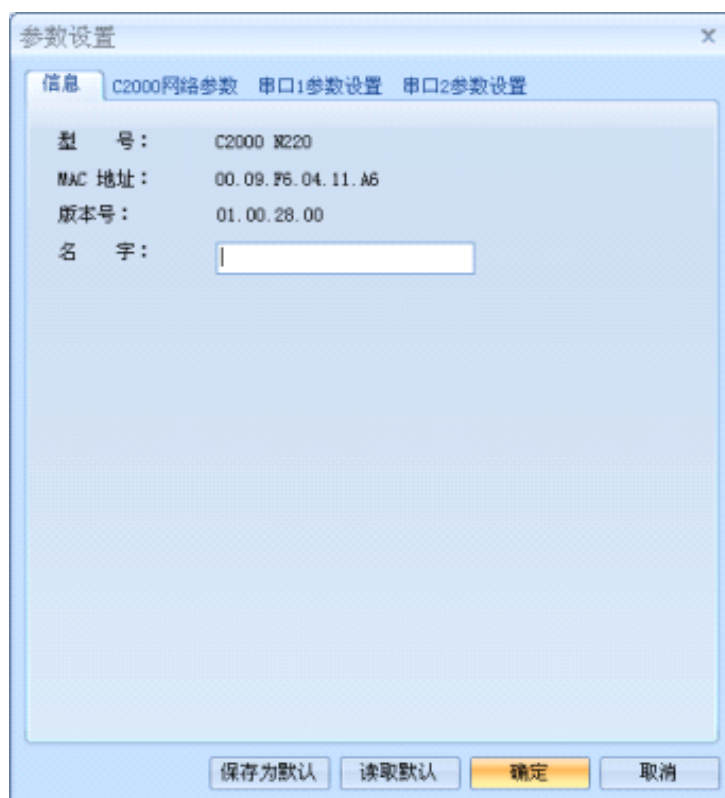 参数设置
信息 C2000网络参数 串口1参数设置 串口2参数设置
型 号： C2000 N220
MAC 地址： 00.09.F6.04.11.A6
版本号： 01.00.28.00
名 字：
保存为默认 读取默认 确定 取消